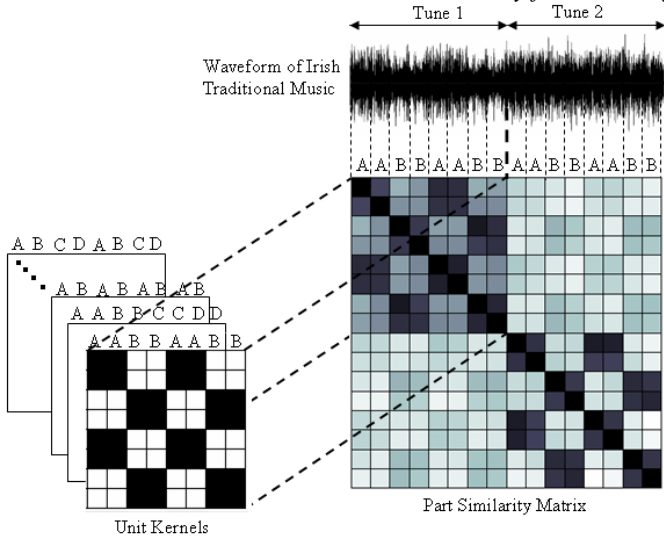 Tune 1 Tune 2
Waveform of Irish
Traditional Music
A A B B A A B B A A B B A A B B
A B C D A B C D
A B A B A B A B
A A B B C C D D
A A B B A A B B
Part Similarity Matrix
Unit Kernels